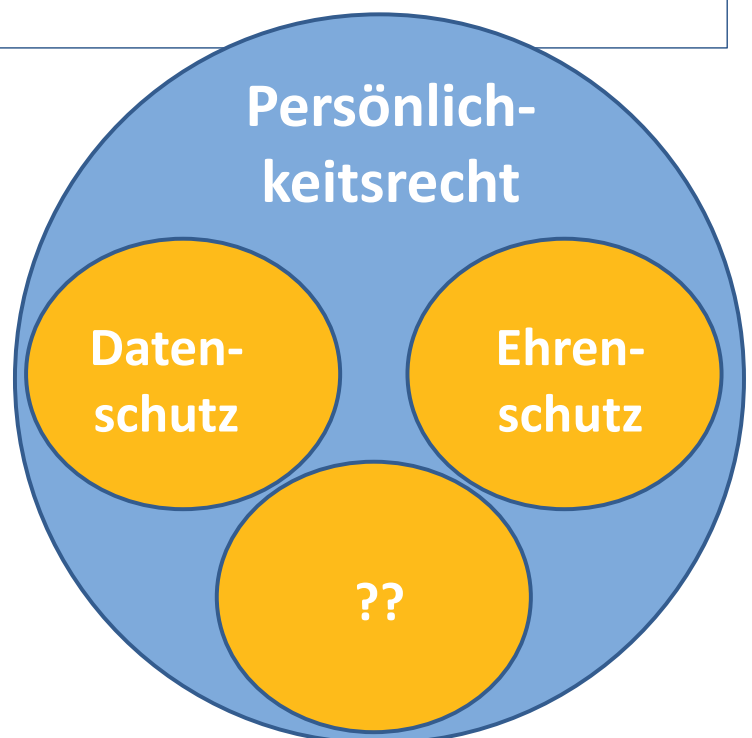 Persönlich-
keitsrecht
Daten-
schutz
Ehren-
schutz
??